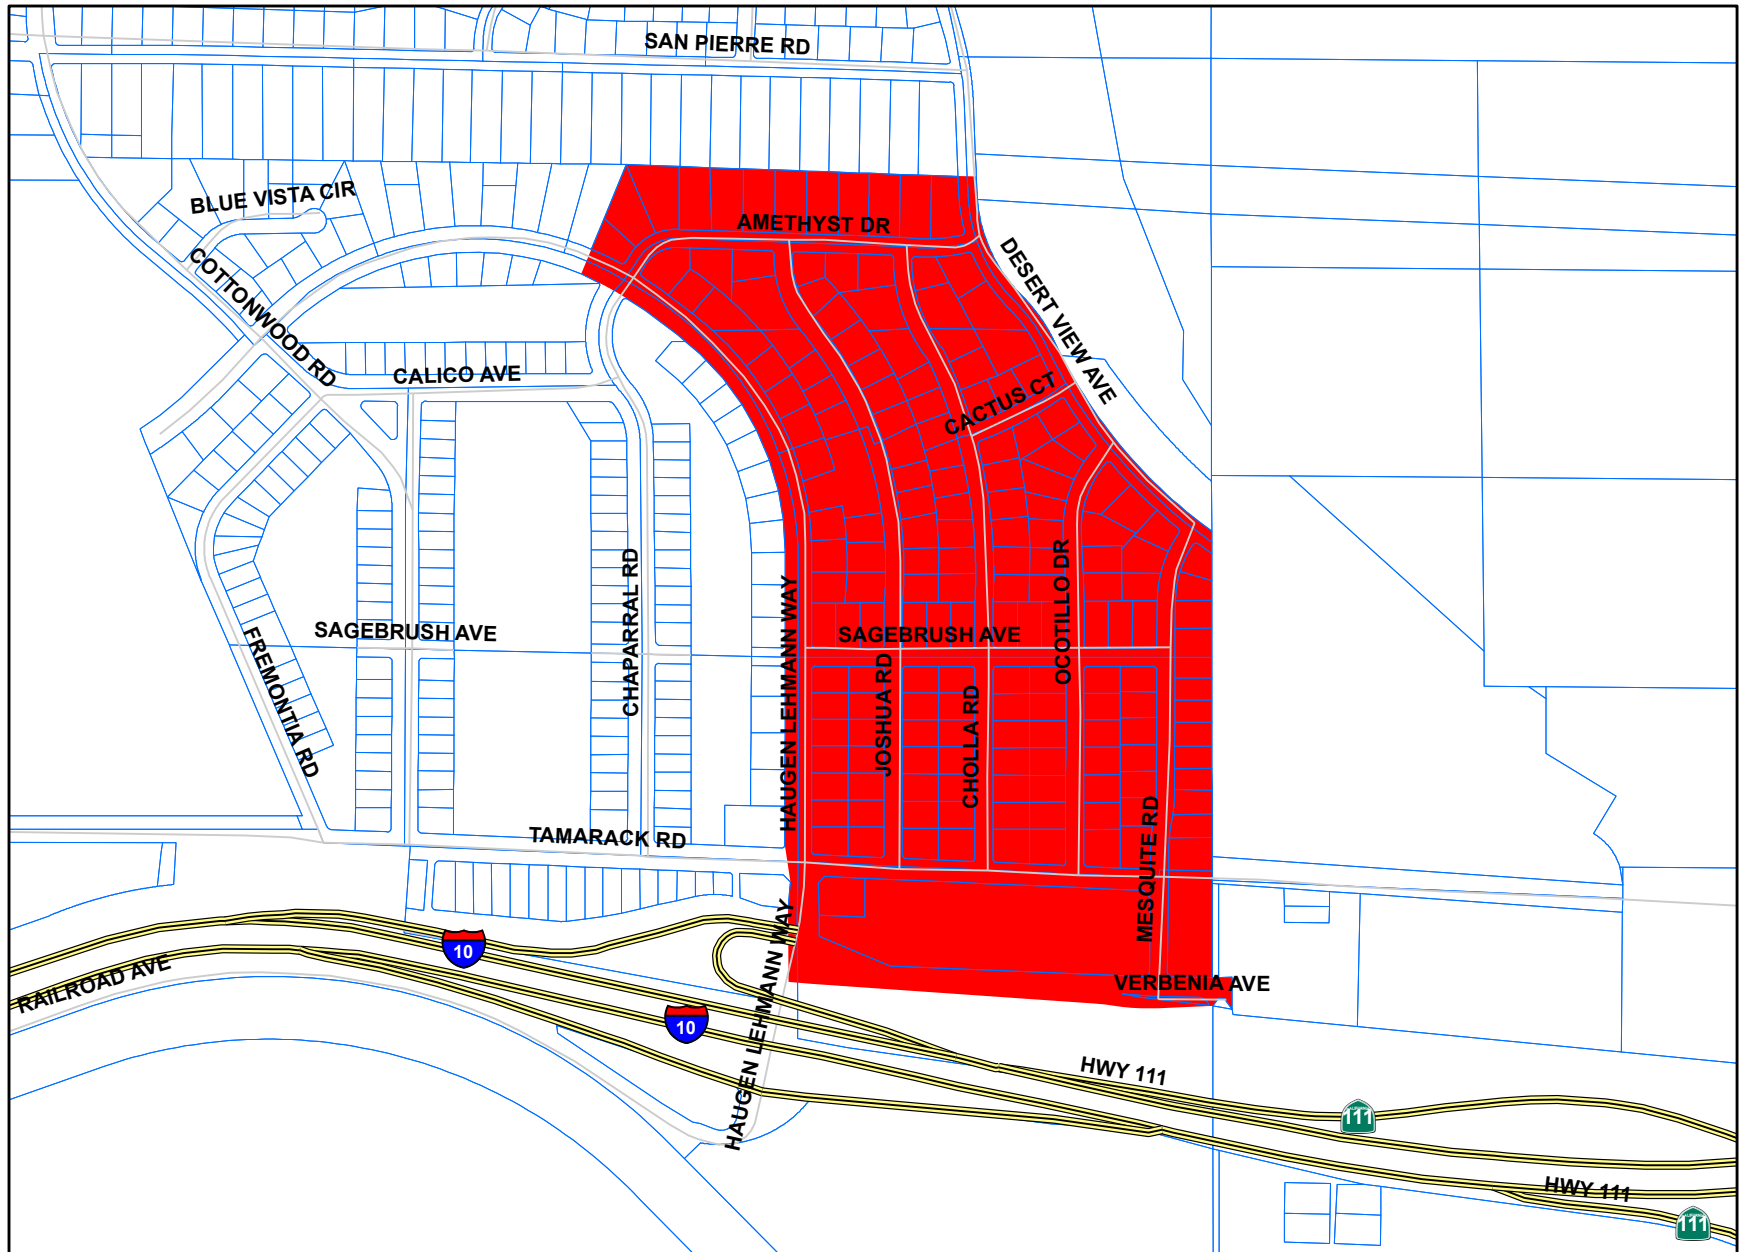 SAN PIERRE RD
BLUE VISTA CIR
AMETHYST DR
COTTONWOOD RD
DESERT VIEW AVE
CALICO AVE
CACTUS CT
CHAPARRAL RD
OCOTILLO DR
HAUGEN LEHMANN WAY
SAGEBRUSH AVE
SAGEBRUSH AVE
FREMONTIA RD
JOSHUA RD
CHOLLA RD
MESQUITE RD
TAMARACK RD
HAUGEN LEHMANN WAY
10
RAILROAD AVE
VERBENIA AVE
10
HWY 111
111
HWY 111
111